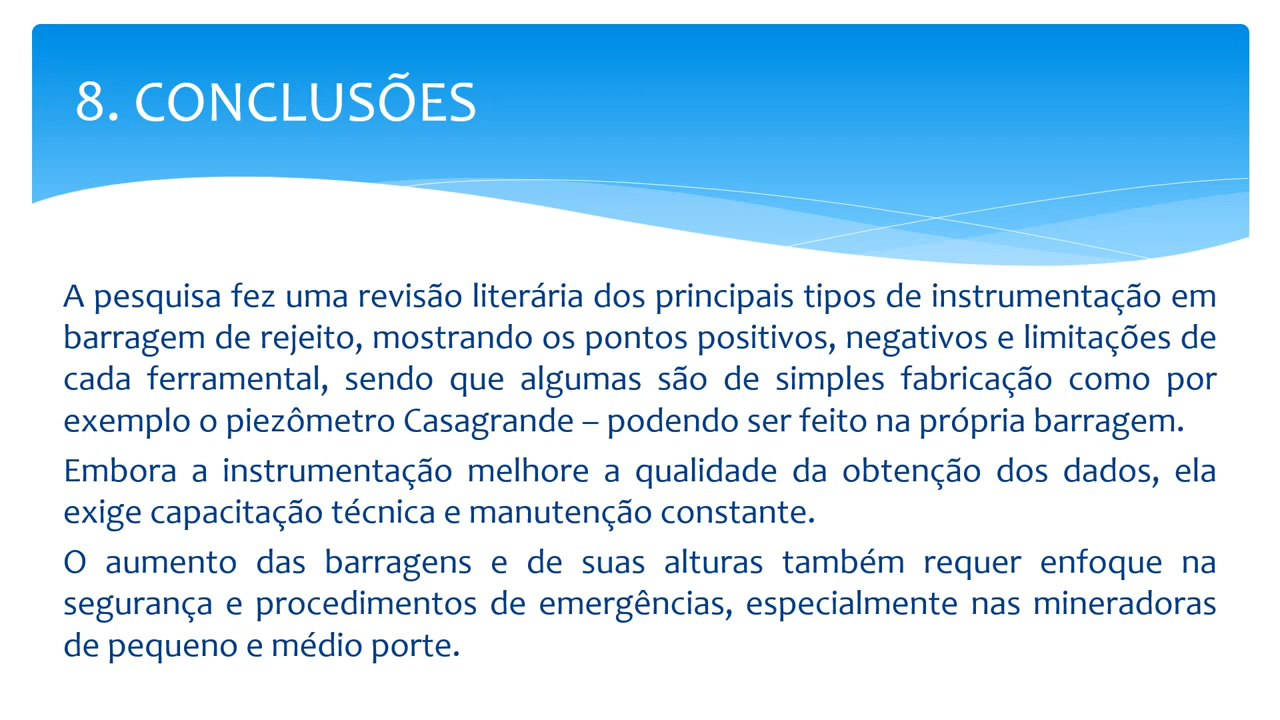 8. CONCLUSÕES
A pesquisa fez uma revisão literária dos principais tipos de instrumentação em
barragem de rejeito, mostrando os pontos positivos, negativos e limitações de
cada ferramental, sendo que algumas são de simples fabricação como por
exemplo o piezômetro Casagrande – podendo ser feito na própria barragem.
Embora a instrumentação melhore a qualidade da obtenção dos dados, ela
exige capacitação técnica e manutenção constante.
O aumento das barragens e de suas alturas também requer enfoque na
segurança e procedimentos de emergências, especialmente nas mineradoras
de pequeno e médio porte.